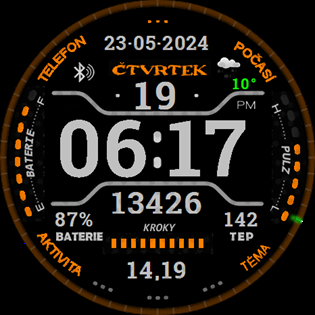 23·05·2024
TELEFON
POČASÍ
ČTVRTEK
10°
19
F
PM
BATERIE
06:17
PULZ
E
L
13426
87%
BATERIE
KROKY
142
TEP
AKTIVITA
14,19
TÉMA